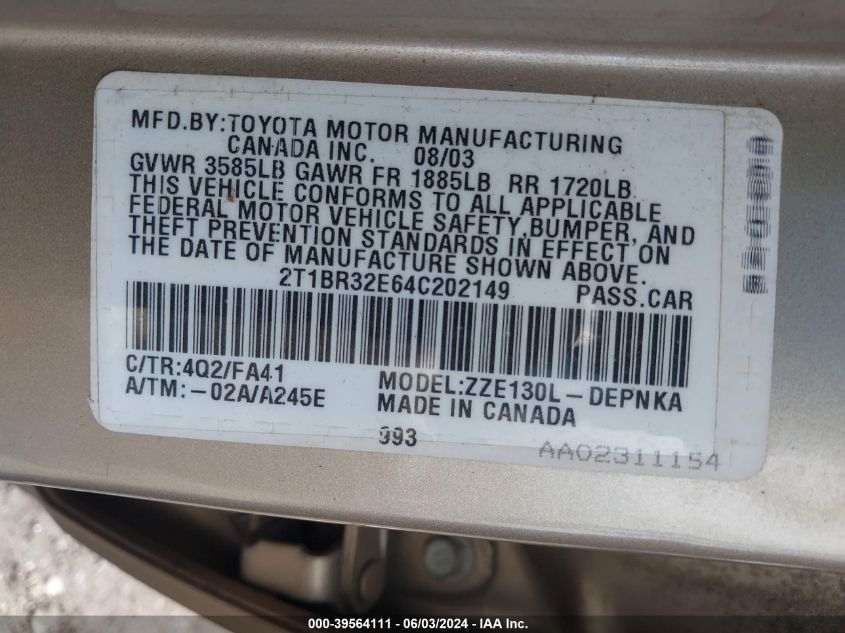 MFD.BY:TOYOTA MOTOR MANUFACTURING
CANADA INC. 08/03
GVWR 3585LB GAWR FR 1885LB RR 1720LB
THIS VEHICLE CONFORMS TO ALL APPLICABLE
FEDERAL MOTOR VEHICLE SAFETY,BUMPER, AND
THEFT PREVENTION STANDARDS IN EFFECT ON
THE DATE OF MANUFACTURE SHOWN ABOVE.
2T1BR32E64C202149 PASS.CAR
C/TR:4Q2/FA41 MODEL:ZZE130L-DEPNKA
A/TM:-02A/A245E MADE IN CANADA
993
AA02311154
000-39564111 - 06/03/2024 - IAA Inc.